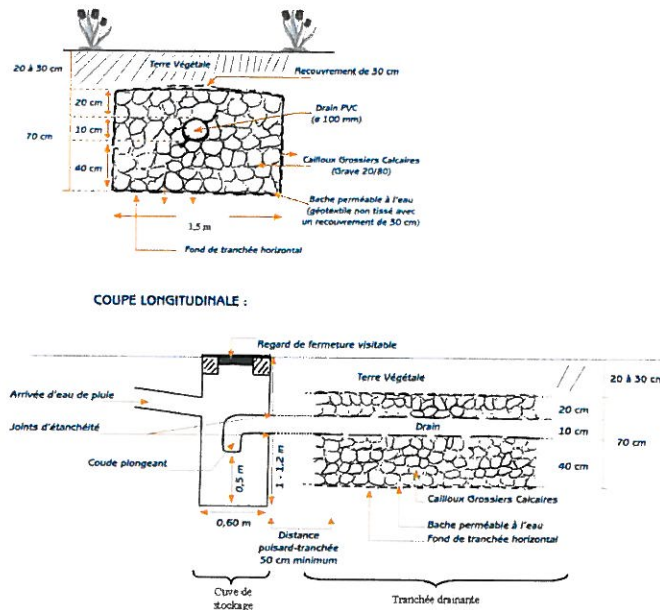 Terre Végétale
20 à 30 cm
Recouvrement de 30 cm
20 cm
10 cm
70 cm
40 cm
Drain PVC
(ø 100 mm)
Cailloux Grossiers Calcaires
(Grave 20/80)
Bache perméable à l'eau
(géotextile non tissé avec
un recouvrement de 30 cm)
1,5 m
Fond de tranchée horizontal
COUPE LONGITUDINALE :
Regard de fermeture visitable
Terre Végétale
20 à 30 cm
Arrivée d'eau de pluie
20 cm
Joints d'étanchéité
Drain
10 cm
70 cm
Coude plongeant
0,5 m
1 - 1,2 m
40 cm
Cailloux Grossiers Calcaires
0,60 m
Bache perméable à l'eau
Fond de tranchée horizontal
Distance
puisard-tranchée
50 cm minimum
Cuve de
stockage
Tranchée drainante